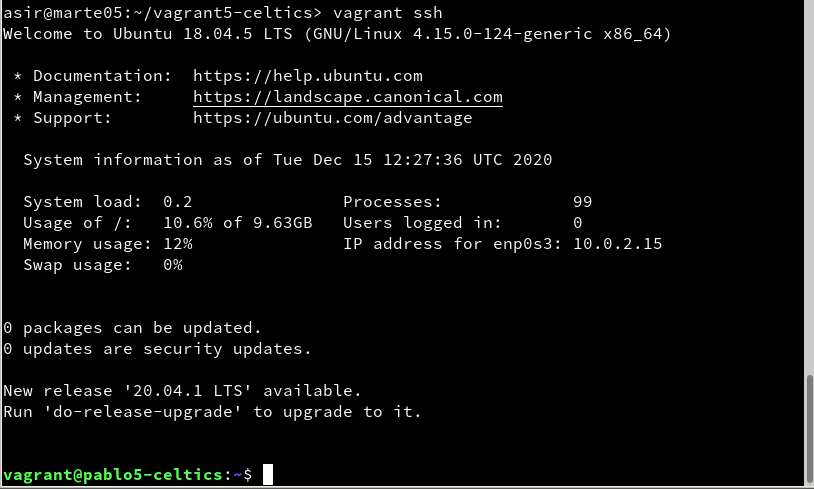 asir@marte05:~/vagrant5-celtics> vagrant ssh
Welcome to Ubuntu 18.04.5 LTS (GNU/Linux 4.15.0-124-generic x86_64)
* Documentation:  https://help.ubuntu.com
* Management:     https://landscape.canonical.com
* Support:        https://ubuntu.com/advantage
System information as of Tue Dec 15 12:27:36 UTC 2020
System load:  0.2               Processes:             99
Usage of /:   10.6% of 9.63GB   Users logged in:       0
Memory usage: 12%               IP address for enp0s3: 10.0.2.15
Swap usage:   0%
0 packages can be updated.
0 updates are security updates.
New release '20.04.1 LTS' available.
Run 'do-release-upgrade' to upgrade to it.
vagrant@pablo5-celtics:~$